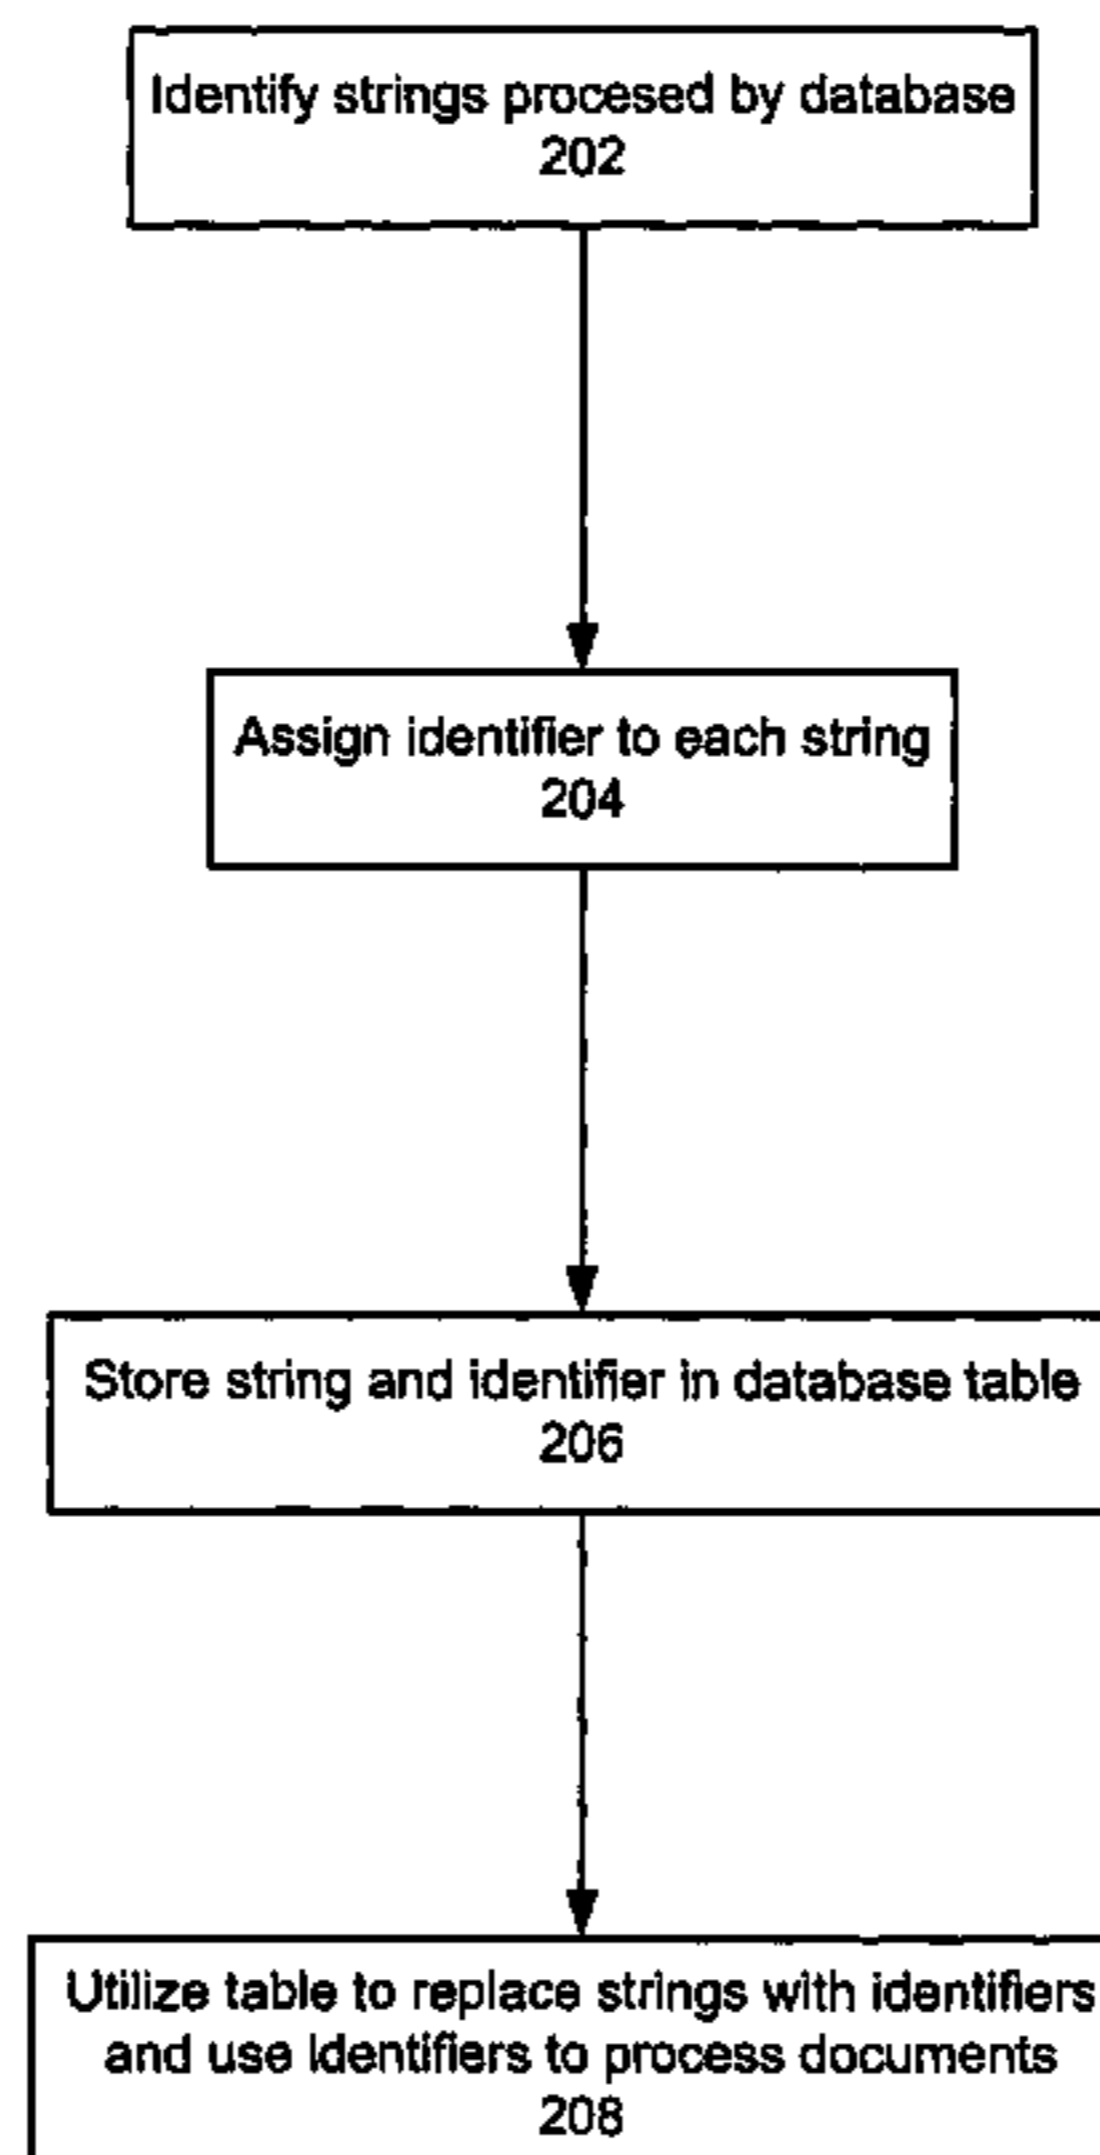 Identify strings procesed by database
202
Assign identifier to each string
204
Store string and identifier in database table
206
Utilize table to replace strings with identifiers
and use identifiers to process documents
208